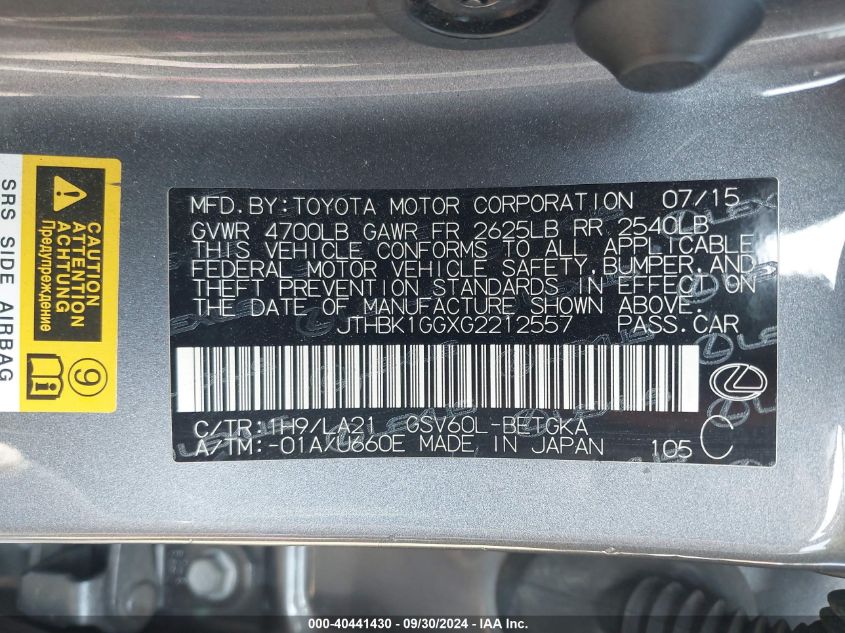 SRS SIDE AIRBAG
CAUTION
ATTENTION
ACHTUNG
Предупреждение
9
MFD. BY: TOYOTA MOTOR CORPORATION 07/15
GVWR 4700LB GAWR FR 2625LB RR 2540LB
THIS VEHICLE CONFORMS TO ALL APPLICABLE
FEDERAL MOTOR VEHICLE SAFETY, BUMPER, AND
THEFT PREVENTION STANDARDS IN EFFECT ON
THE DATE OF MANUFACTURE SHOWN ABOVE.
JTHBK1GGXG2212557 PASS.CAR
C/TR: 1H9/LA21 GSV60L-BETGKA
A/TM: -01A/U660E MADE IN JAPAN 105 C
000-40441430 - 09/30/2024 - IAA Inc.